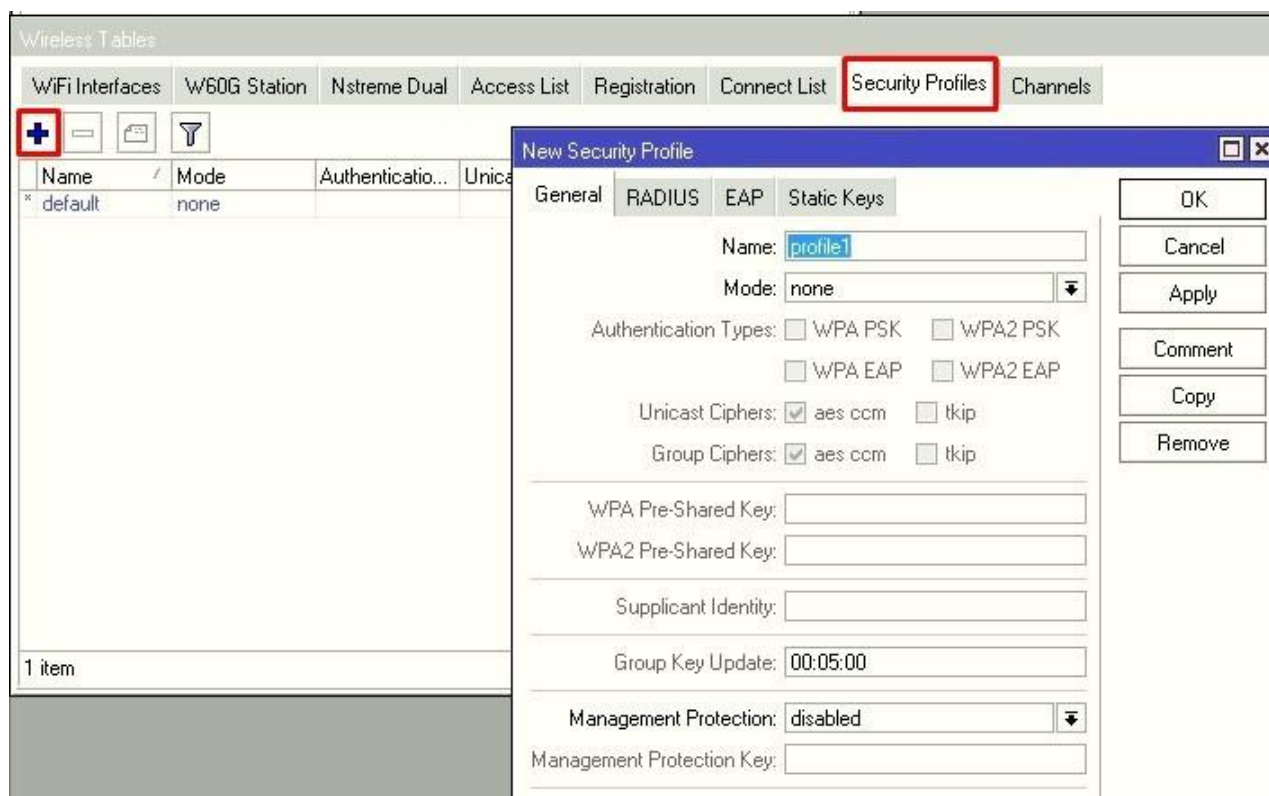 Wireless Tables
WiFi Interfaces W60G Station Nstreme Dual Access List Registration Connect List Security Profiles Channels
Name / Mode Authenticatio... Unica
* default none
1 item
New Security Profile
General RADIUS EAP Static Keys
Name: profile1
Mode: none
Authentication Types: WPA PSK WPA2 PSK
WPA EAP WPA2 EAP
Unicast Ciphers: aes ccm tkip
Group Ciphers: aes ccm tkip
WPA Pre-Shared Key:
WPA2 Pre-Shared Key:
Supplicant Identity:
Group Key Update: 00:05:00
Management Protection: disabled
Management Protection Key:
OK
Cancel
Apply
Comment
Copy
Remove